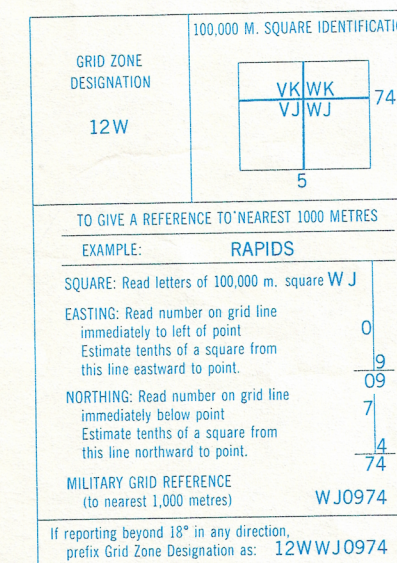 GRID ZONE
DESIGNATION
12W
100,000 M. SQUARE IDENTIFICATI
VK WK
VJ WJ
74
5
TO GIVE A REFERENCE TO NEAREST 1000 METRES
EXAMPLE: RAPIDS
SQUARE: Read letters of 100,000 m. square W J
EASTING: Read number on grid line
immediately to left of point 0
Estimate tenths of a square from
this line eastward to point. 9
09
NORTHING: Read number on grid line
immediately below point 7
Estimate tenths of a square from
this line northward to point. 4
74
MILITARY GRID REFERENCE
(to nearest 1,000 metres) WJ0974
If reporting beyond 18° in any direction,
prefix Grid Zone Designation as: 12WWJ0974